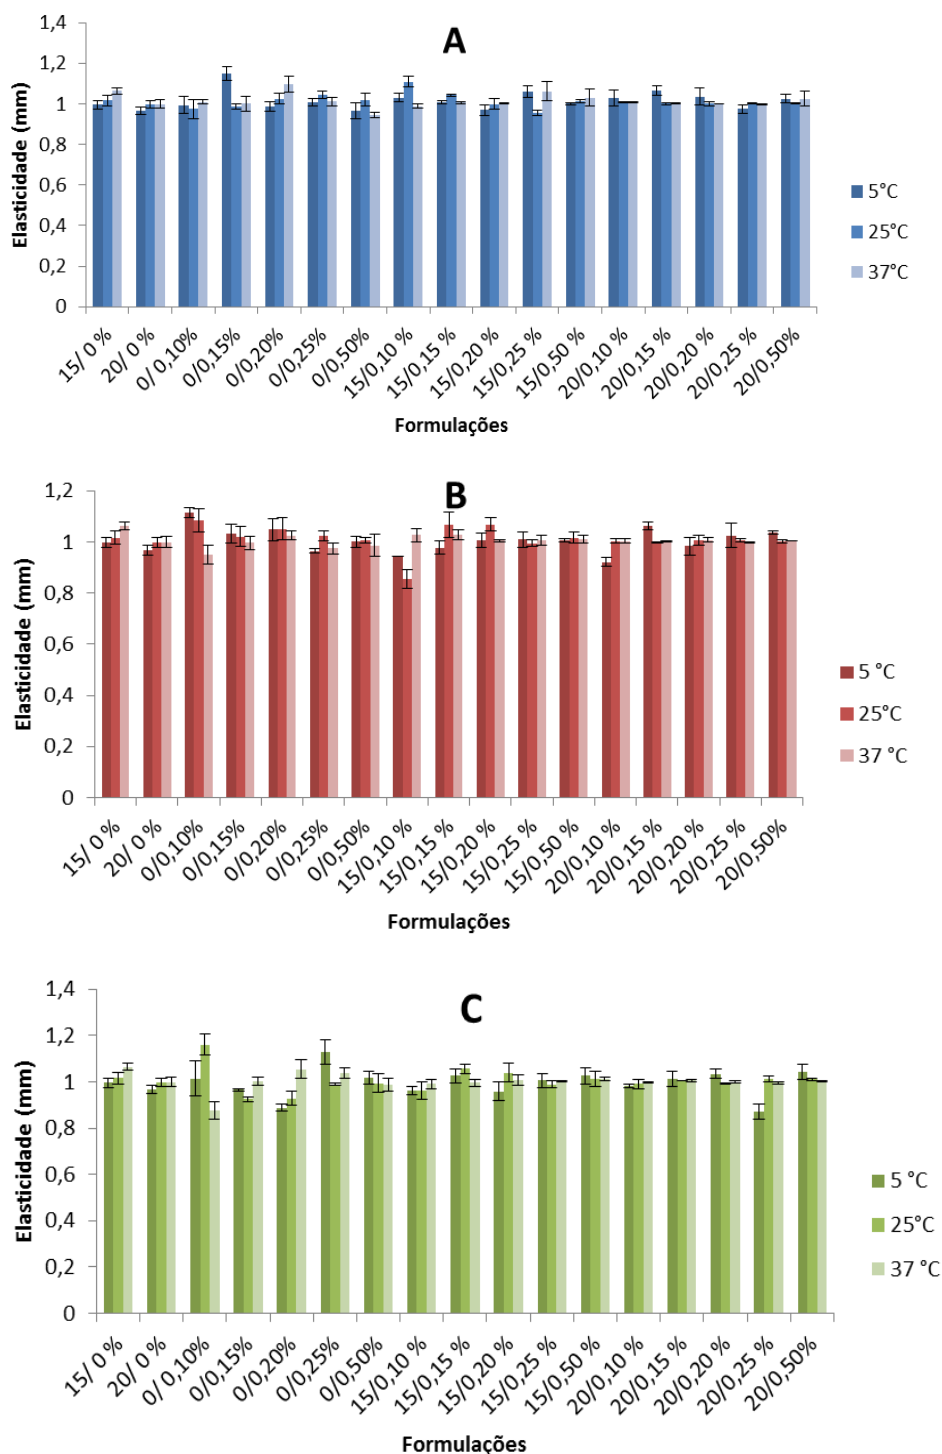 A
Elasticidade (mm)
1,4
1,2
1
0,8
0,6
0,4
0,2
0
5°C
25°C
37°C
15/ 0 %
20/ 0 %
0/ 0,10%
0/0,15%
0/0,20%
0/0,25%
0/0,50%
15/0,10 %
15/0,15 %
15/0,20 %
15/0,25 %
15/0,50 %
20/0,10 %
20/0,15 %
20/0,20 %
20/0,25 %
20/0,50%
Formulações
B
Elasticidade (mm)
1,2
1
0,8
0,6
0,4
0,2
0
5 °C
25°C
37 °C
15/ 0 %
20/ 0 %
0/0,10%
0/0,15%
0/0,20%
0/0,25%
0/0,50%
15/0,10 %
15/0,15 %
15/0,20 %
15/0,25 %
15/0,50 %
20/0,10 %
20/0,15 %
20/0,20 %
20/0,25 %
20/0,50%
Formulações
C
Elasticidade (mm)
1,4
1,2
1
0,8
0,6
0,4
0,2
0
5 °C
25°C
37 °C
15/ 0 %
20/ 0 %
0/ 0,10%
0/0,15%
0/0,20%
0/0,25%
0/0,50%
15/0,10 %
15/0,15 %
15/0,20 %
15/0,25 %
15/0,50 %
20/0,10 %
20/0,15 %
20/0,20 %
20/0,25 %
20/0,50%
Formulações